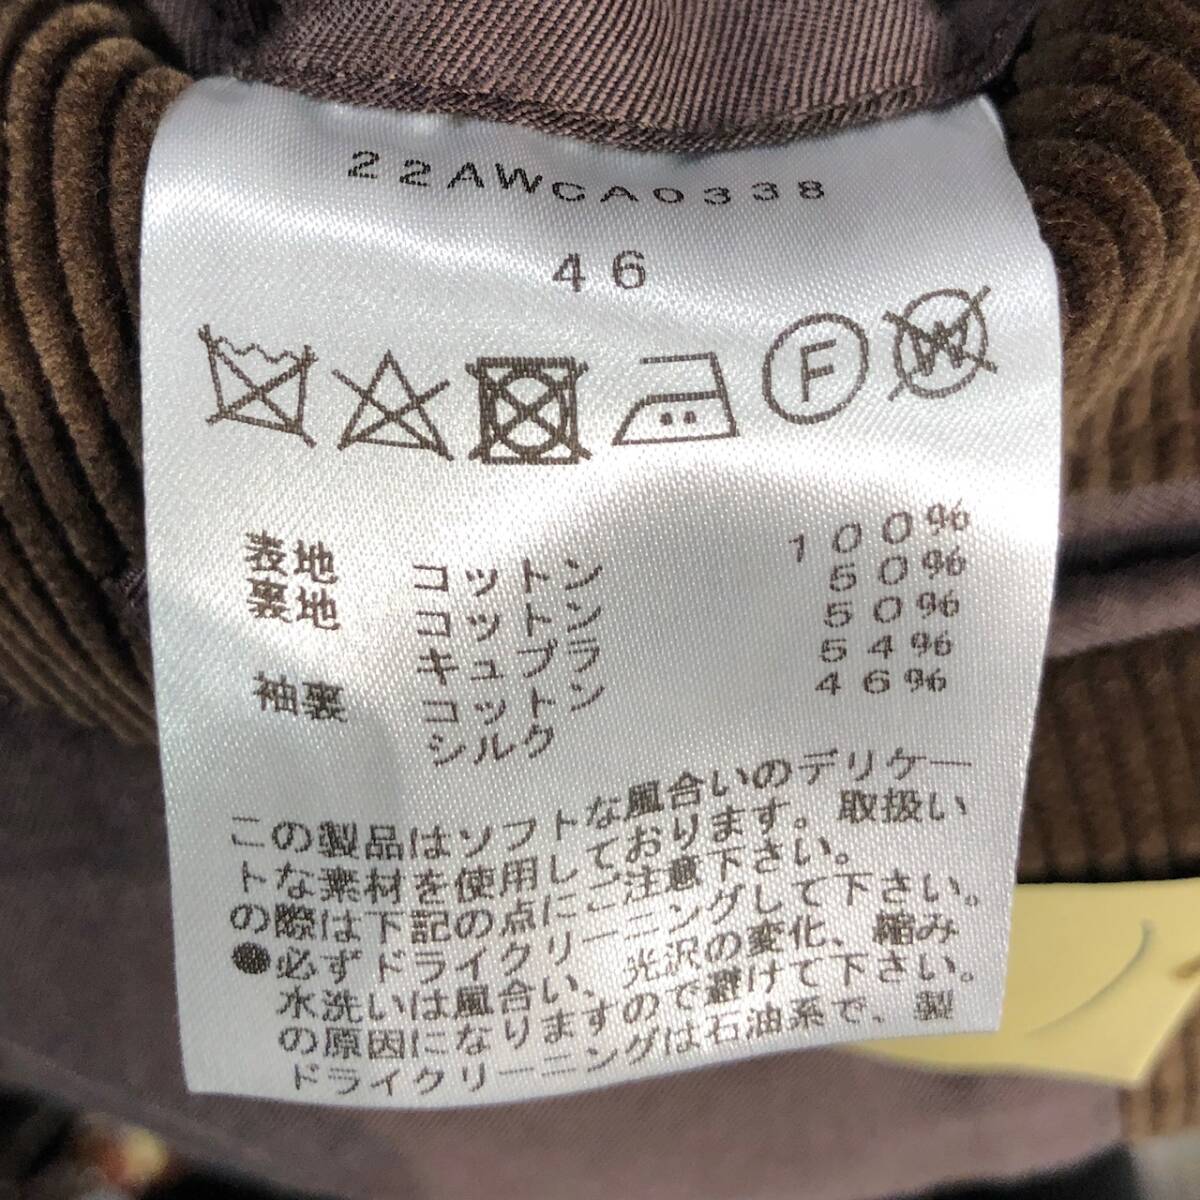 22AWCA0338
46
F W
表地 コットン 100%
裏地 コットン 50%
キュプラ 50%
袖裏 コットン 54%
シルク 46%
この製品はソフトな風合いのデリケー
トな素材を使用しております。取扱い
の際は下記の点にご注意下さい。
●必ずドライクリーニングして下さい。
水洗いは風合い、光沢の変化、縮み
の原因になりますので避けて下さい。
ドライクリーニングは石油系で、製